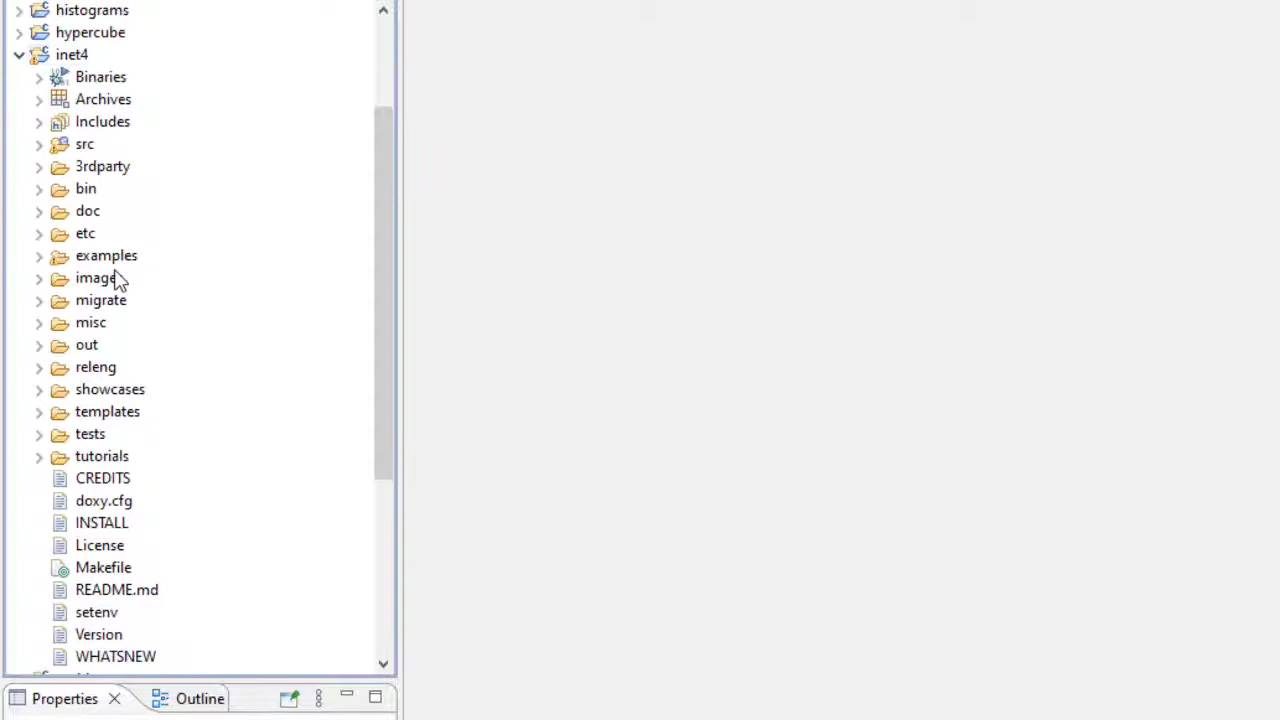 histograms
hypercube
inet4
Binaries
Archives
Includes
src
3rdparty
bin
doc
etc
examples
image
migrate
misc
out
releng
showcases
templates
tests
tutorials
CREDITS
doxy.cfg
INSTALL
License
Makefile
README.md
setenv
Version
WHATSNEW
Properties Outline